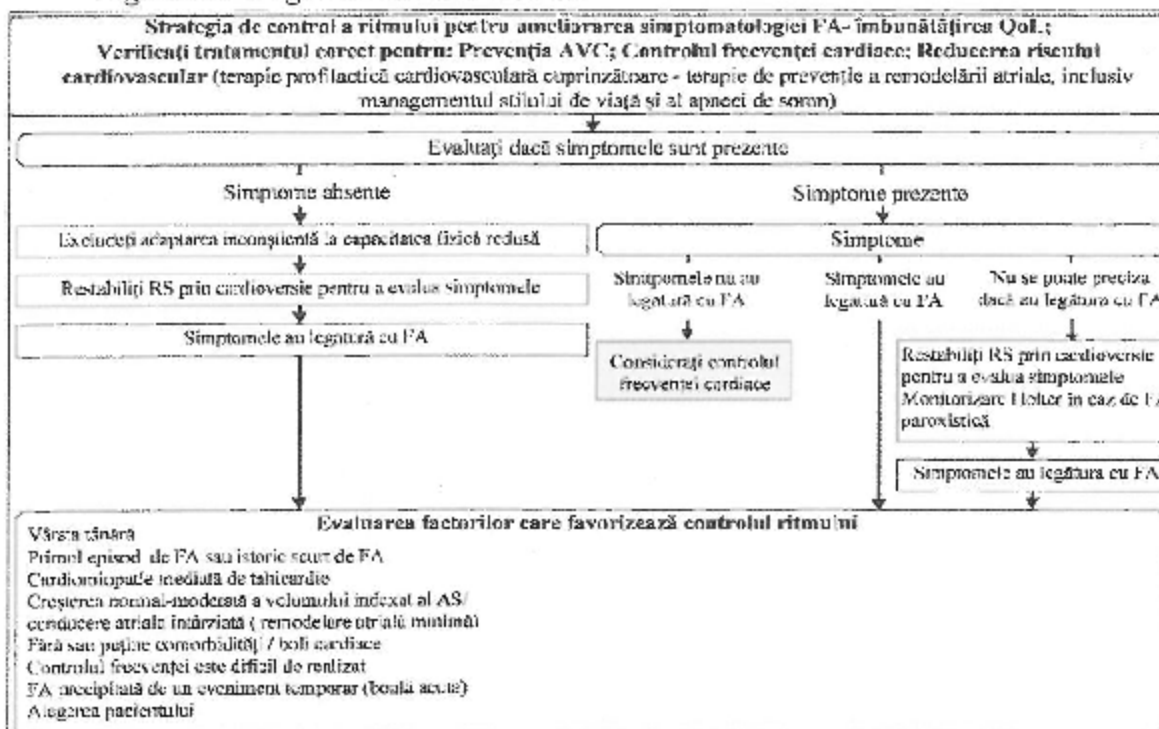 Strategia de control a ritmului pentru ameliorarea simptomatologiei FA- îmbunătățirea QoL;
Verificați tratamentul corect pentru: Prevenția AVC; Controlul frecvenței cardiace; Reducerea riscului
cardiovascular (terapie profilactică cardiovasculară cuprinzătoare - terapie de prevenție a remodelării atriale, inclusiv
managementul stilului de viață și al apneei de somn)
Evaluați dacă simptomele sunt prezente
Simptome absente
Simptome prezente
Excludeți adaptarea inconștientă la capacitatea fizică redusă
Restabiliți RS prin cardioversie pentru a evalua simptomele
Simptomele au legatură cu FA
Simptome
Simptomele nu au
legatură cu FA
Simptomele au
legatură cu FA
Nu se poate preciza
dacă au legătura cu FA
Considerați controlul
frecvenței cardiace
Restabiliți RS prin cardioversie
pentru a evalua simptomele
Monitorizare Holter în caz de FA
paroxistică
Simptomele au legătura cu FA
Evaluarea factorilor care favorizează controlul ritmului
Vârsta tânără
Primul episod de FA sau istoric scurt de FA
Cardiomiopatie mediată de tahicardie
Creșterea normal-moderată a volumului indexat al AS/
conducere atriala întârziată ( remodelare atrială minimă)
Fără sau puține comorbidități / boli cardiace
Controlul frecvenței este dificil de realizat
FA precipitată de un eveniment temporar (boală acuta)
Alegerea pacientului